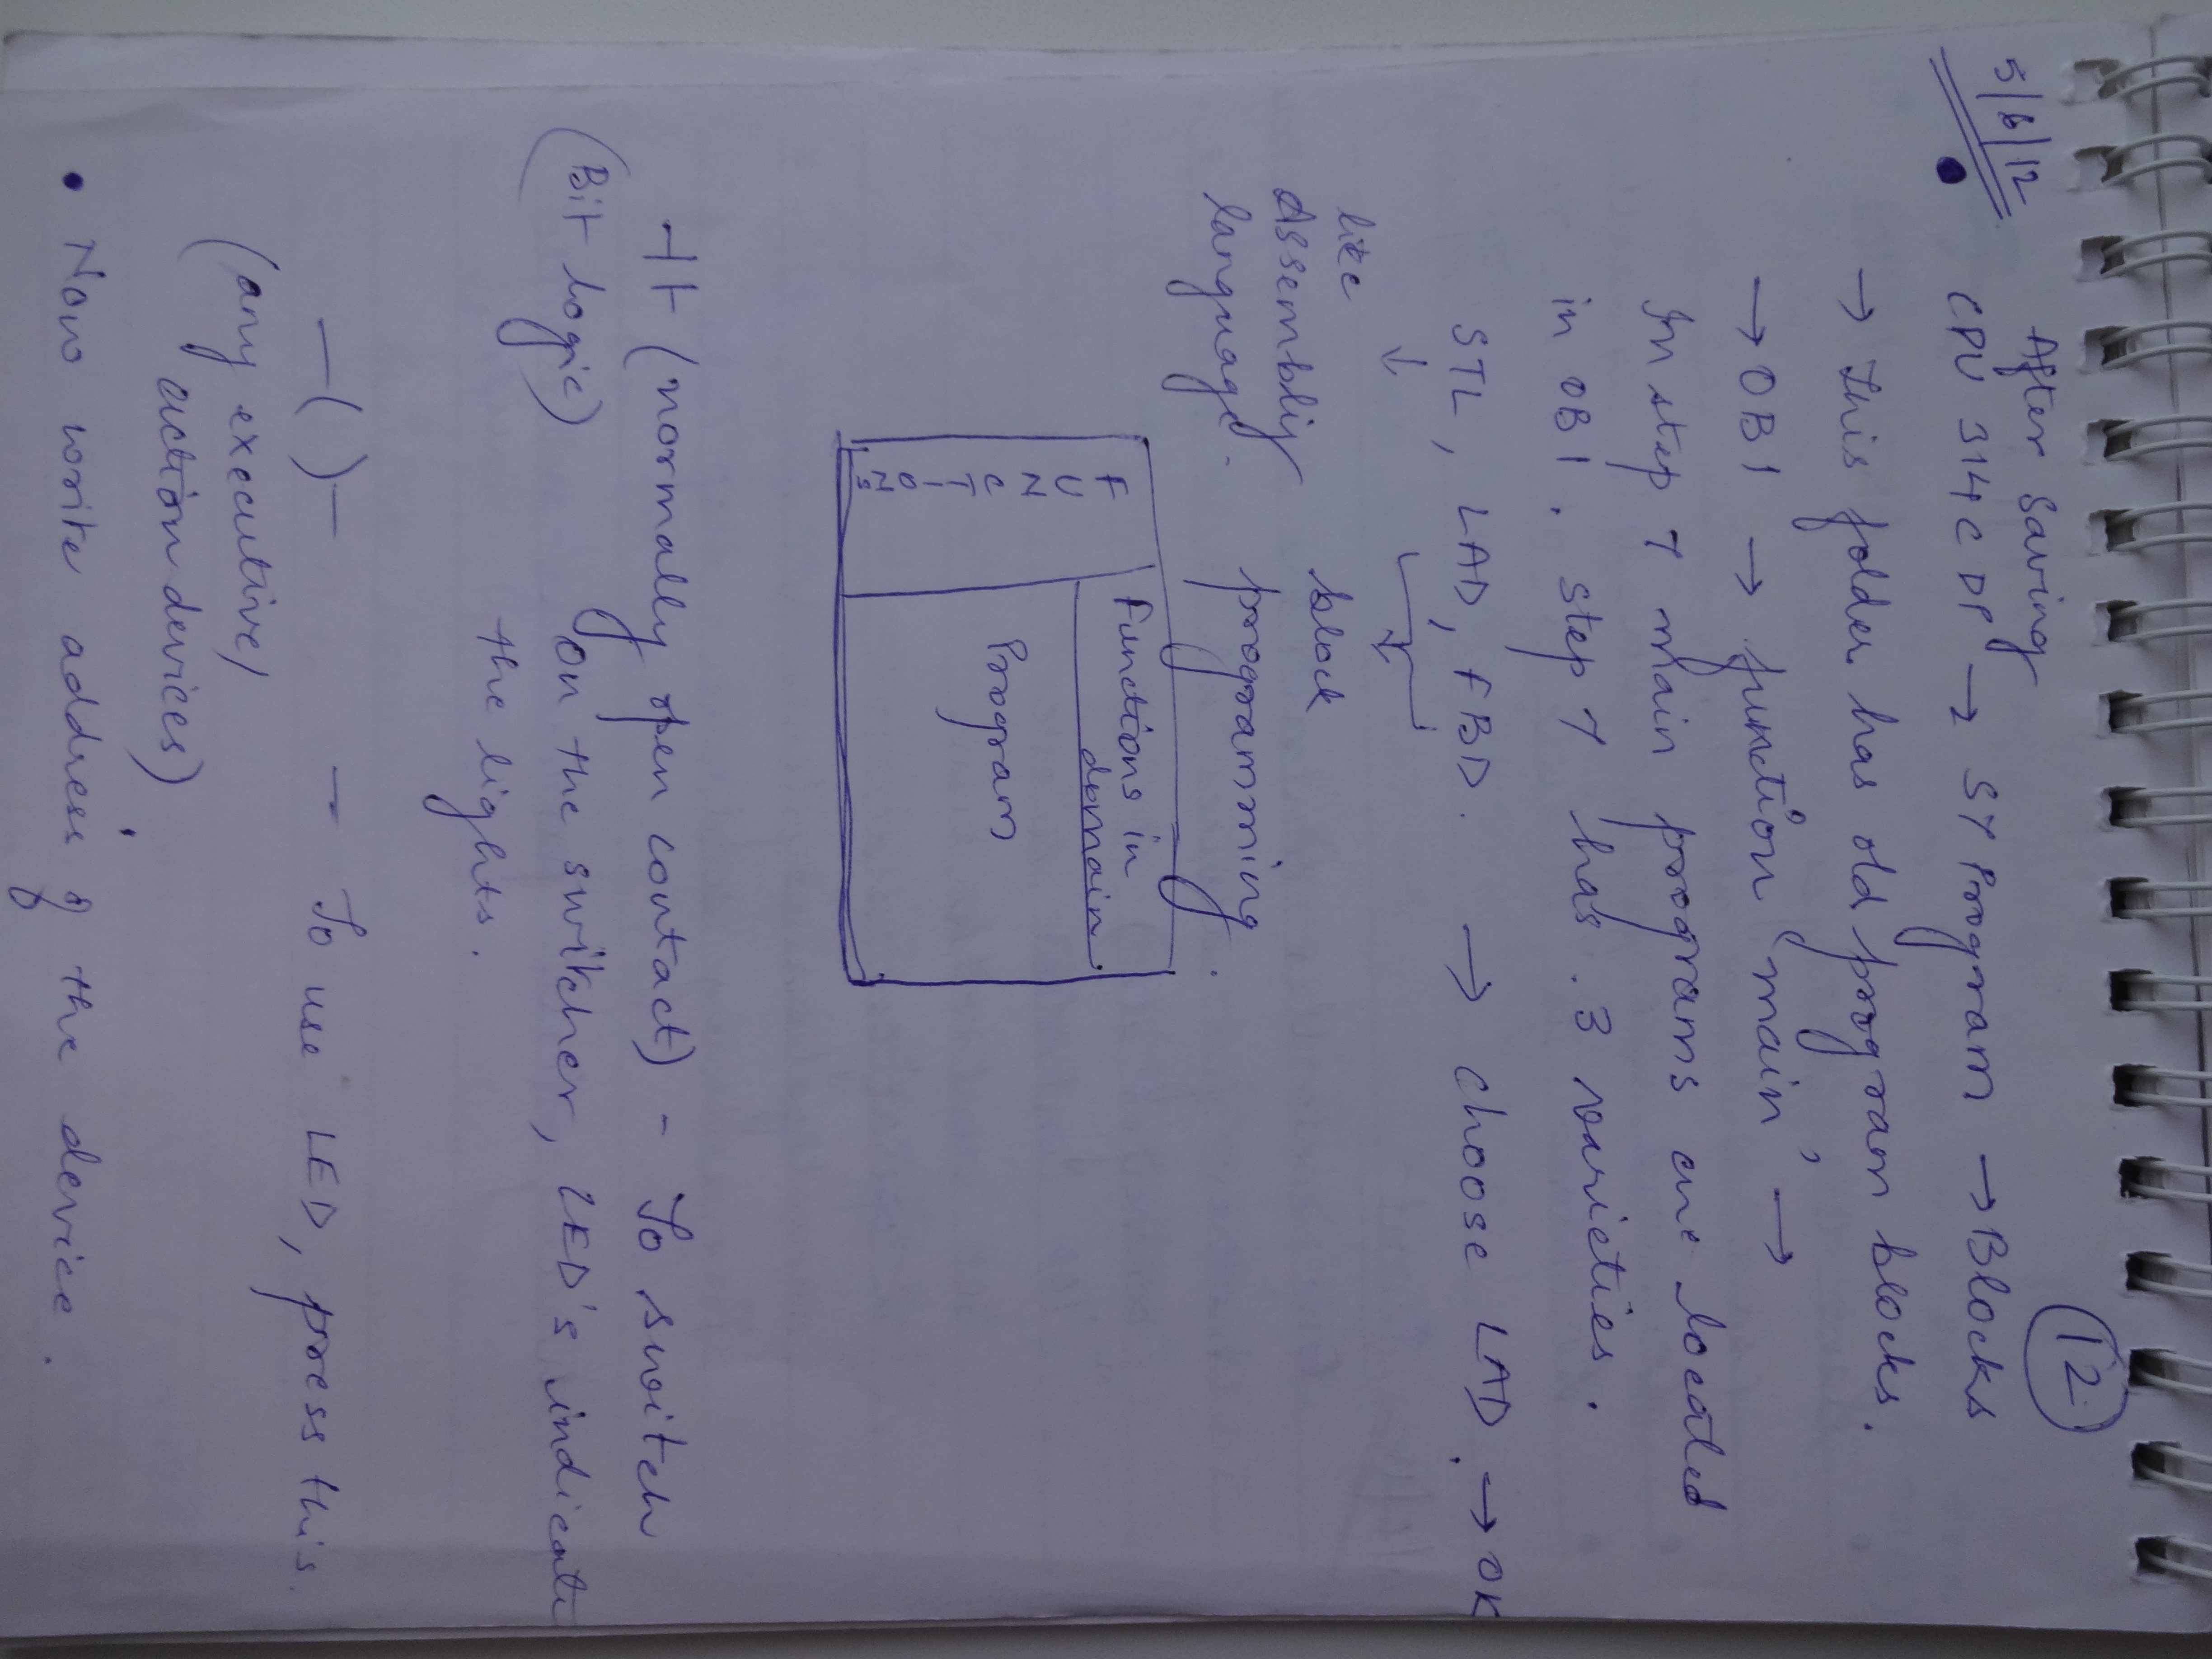 5/6/12
12
After saving
• CPU 314C DP → S7 Program → Blocks
→ This folder has old program blocks.
→ OB1 → function 'main' →
In step 7 main programs are located
in OB1. Step 7 has 3 varieties.
STL, LAD, FBD. → choose LAD. → OK
↓
like Assembly language.
block programming.
FUNCTIONS
Functions in domain
Program
⊣⊢ (normally open contact) - To switch
(Bit logic) on the switcher, LED's indicate
the lights.
—( )— — To use LED, press this.
(any executive/
action devices)
• Now write address of the device.